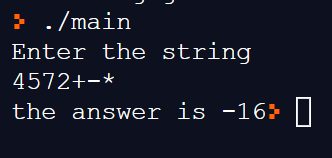 > ./main
Enter the string
4572+-*
the answer is -16>